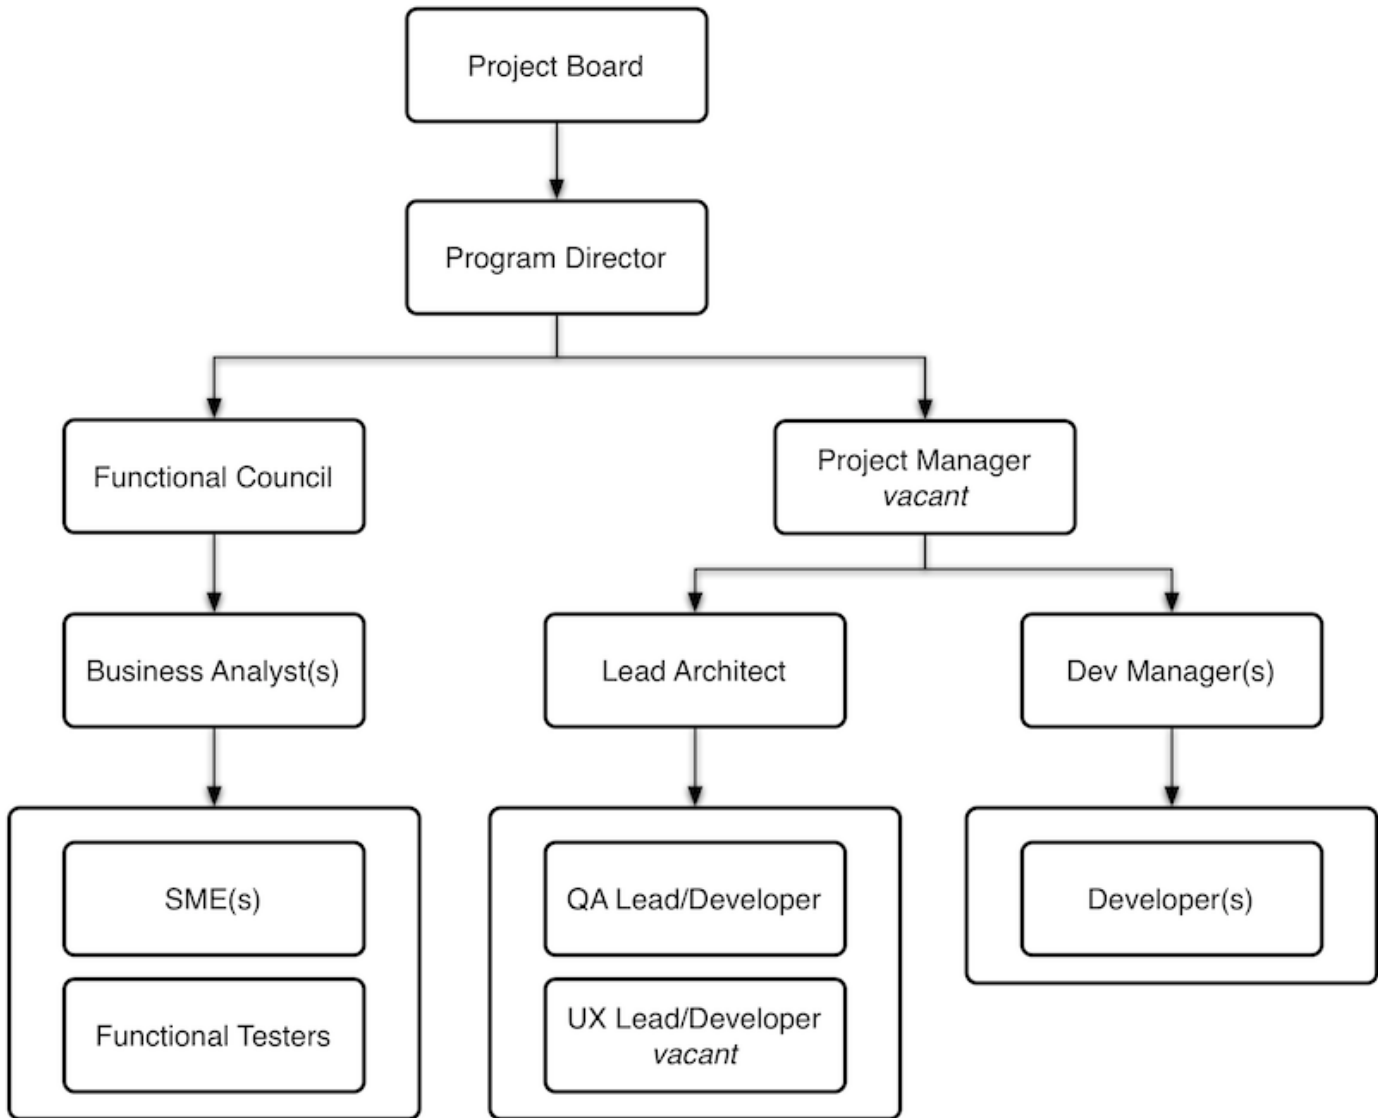 Project Board
Program Director
Functional Council
Project Manager
vacant
Business Analyst(s)
Lead Architect
Dev Manager(s)
SME(s)
QA Lead/Developer
Developer(s)
Functional Testers
UX Lead/Developer
vacant